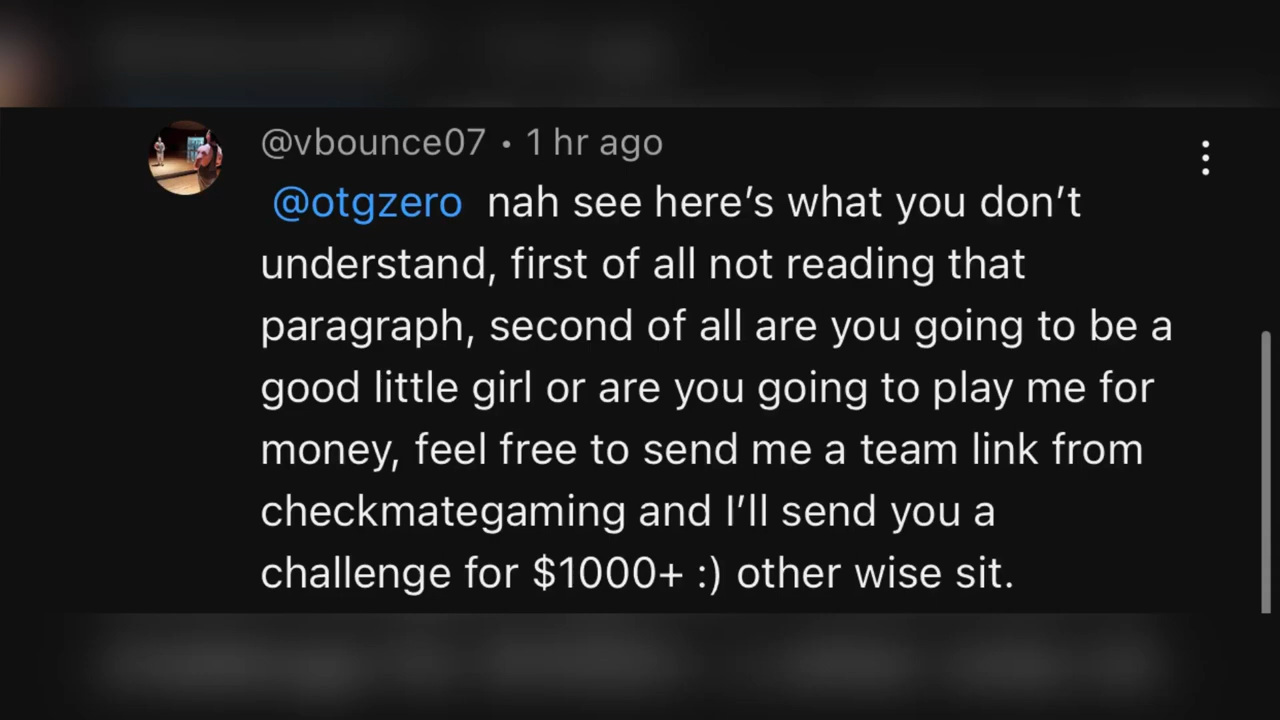 @vbounce07 • 1 hr ago
@otgzero nah see here’s what you don’t
understand, first of all not reading that
paragraph, second of all are you going to be a
good little girl or are you going to play me for
money, feel free to send me a team link from
checkmategaming and I’ll send you a
challenge for $1000+ :) other wise sit.